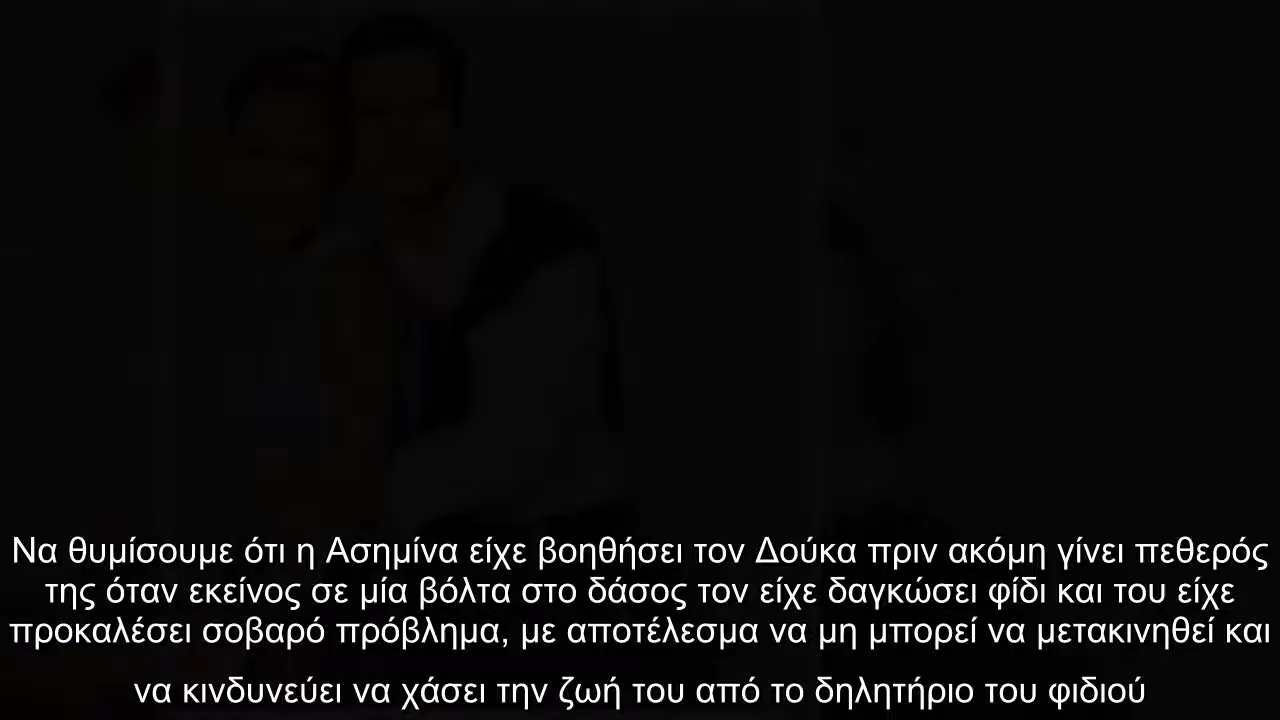 Να θυμίσουμε ότι η Ασημίνα είχε βοηθήσει τον Δούκα πριν ακόμη γίνει πεθερός
της όταν εκείνος σε μία βόλτα στο δάσος τον είχε δαγκώσει φίδι και του είχε
προκαλέσει σοβαρό πρόβλημα, με αποτέλεσμα να μη μπορεί να μετακινηθεί και
να κινδυνεύει να χάσει την ζωή του από το δηλητήριο του φιδιού